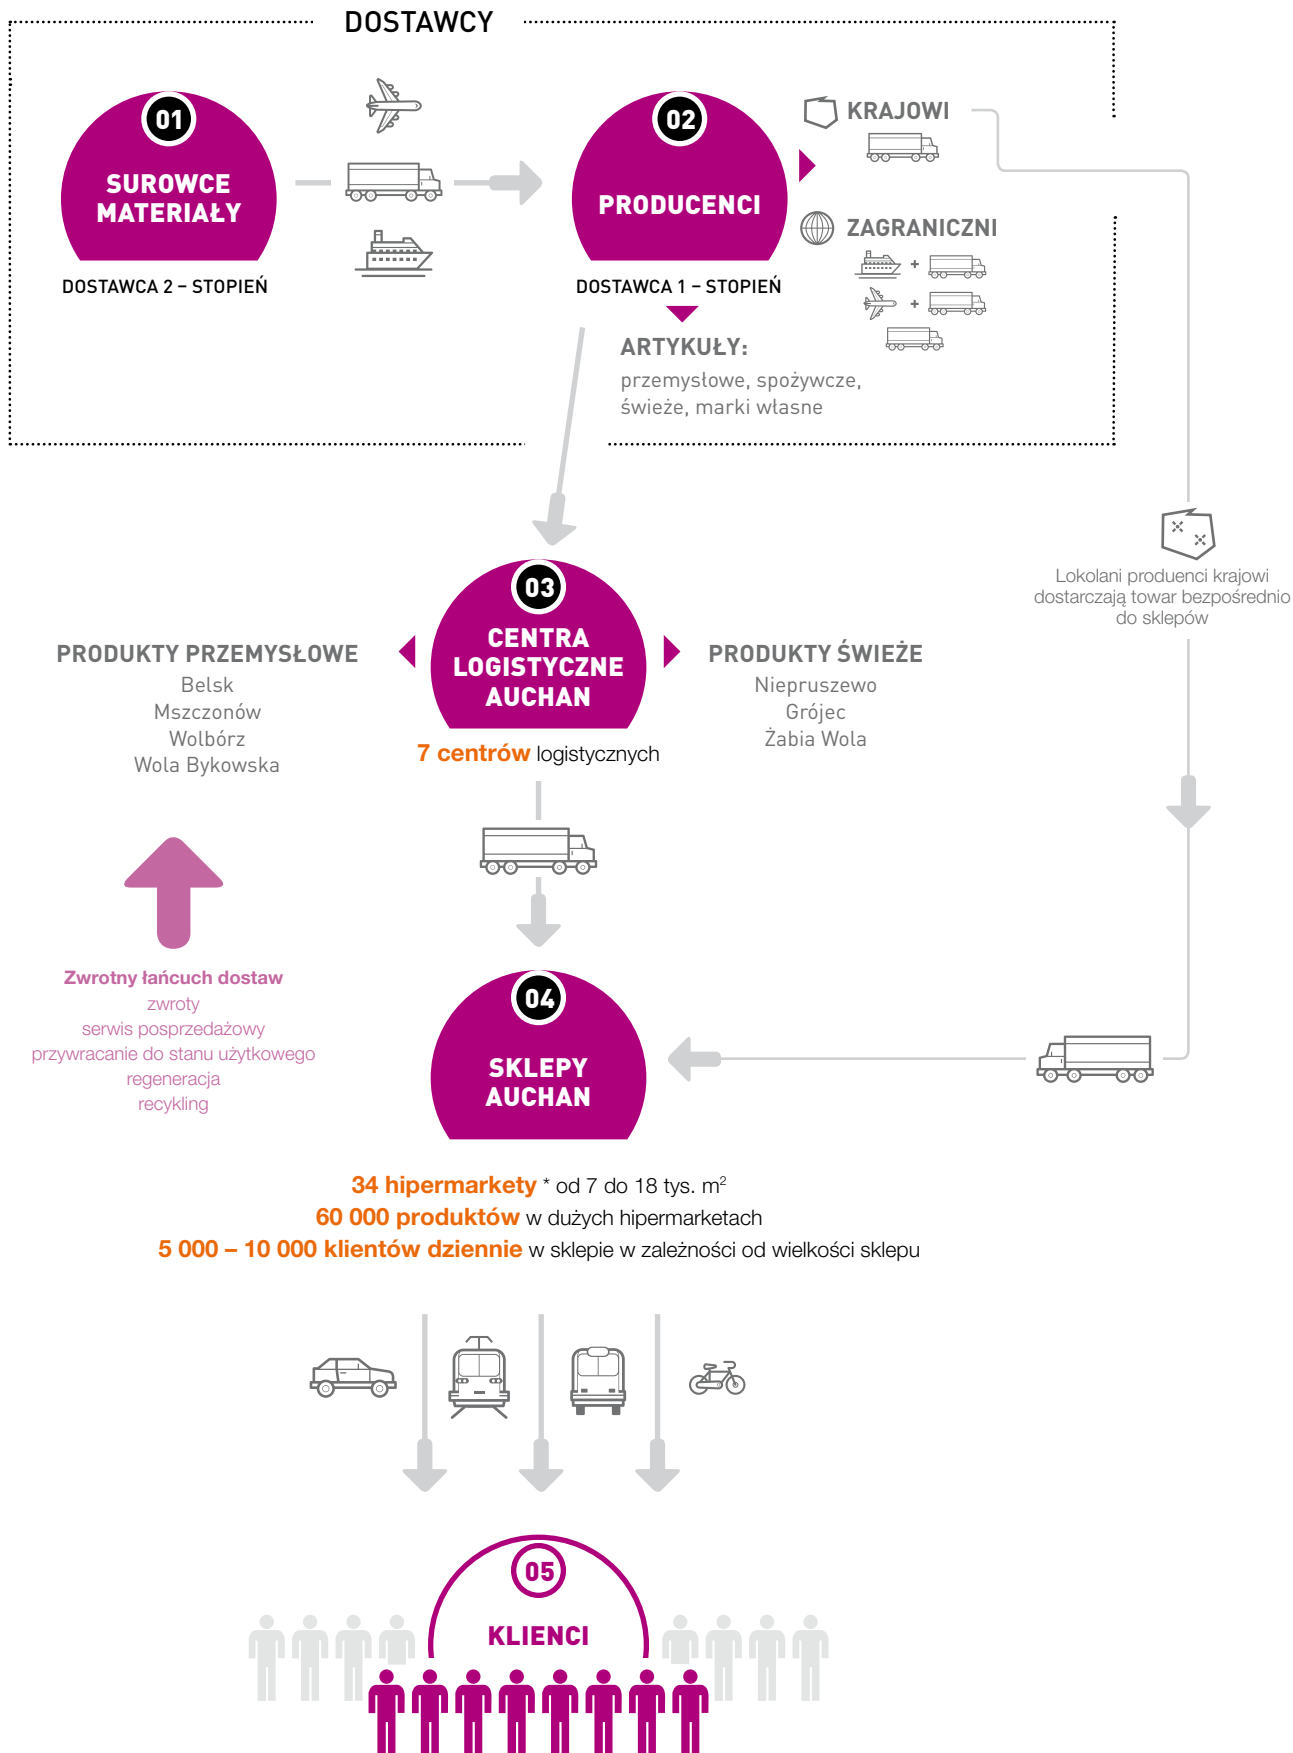 DOSTAWCY
01
SUROWCE
MATERIAŁY
DOSTAWCA 2 – STOPIEŃ
02
PRODUCENCI
DOSTAWCA 1 – STOPIEŃ
KRAJOWI
ZAGRANICZNI
+
+
ARTYKUŁY:
przemysłowe, spożywcze,
świeże, marki własne
Lokolani produenci krajowi
dostarczają towar bezpośrednio
do sklepów
03
CENTRA
LOGISTYCZNE
AUCHAN
7 centrów logistycznych
PRODUKTY PRZEMYSŁOWE
Belsk
Mszczonów
Wolbórz
Wola Bykowska
PRODUKTY ŚWIEŻE
Niepruszewo
Grójec
Żabia Wola
Zwrotny łańcuch dostaw
zwroty
serwis posprzedażowy
przywracanie do stanu użytkowego
regeneracja
recykling
04
SKLEPY
AUCHAN
34 hipermarkety * od 7 do 18 tys. m²
60 000 produktów w dużych hipermarketach
5 000 – 10 000 klientów dziennie w sklepie w zależności od wielkości sklepu
05
KLIENCI